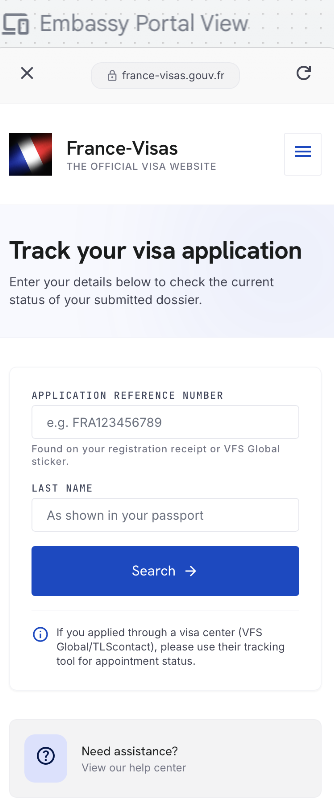 Embassy Portal View
france-visas.gouv.fr
France-Visas
THE OFFICIAL VISA WEBSITE
Track your visa application
Enter your details below to check the current
status of your submitted dossier.
APPLICATION REFERENCE NUMBER
e.g. FRA123456789
Found on your registration receipt or VFS Global
sticker.
LAST NAME
As shown in your passport
Search
If you applied through a visa center (VFS
Global/TLScontact), please use their tracking
tool for appointment status.
Need assistance?
View our help center